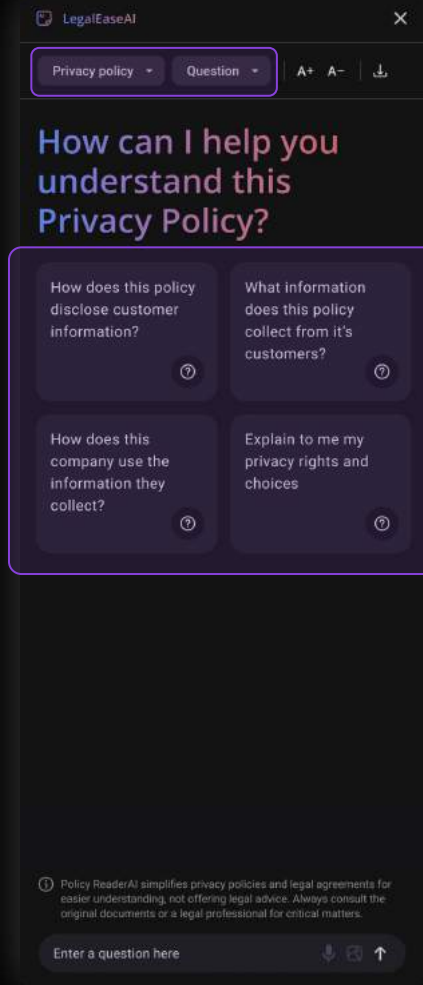 LegalEaseAI
Privacy policy
Question
A+ A-
How can I help you
understand this
Privacy Policy?
How does this policy
disclose customer
information?
What information
does this policy
collect from it's
customers?
How does this
company use the
information they
collect?
Explain to me my
privacy rights and
choices
Policy ReaderAI simplifies privacy policies and legal agreements for
easier understanding, not offering legal advice. Always consult the
original documents or a legal professional for critical matters.
Enter a question here